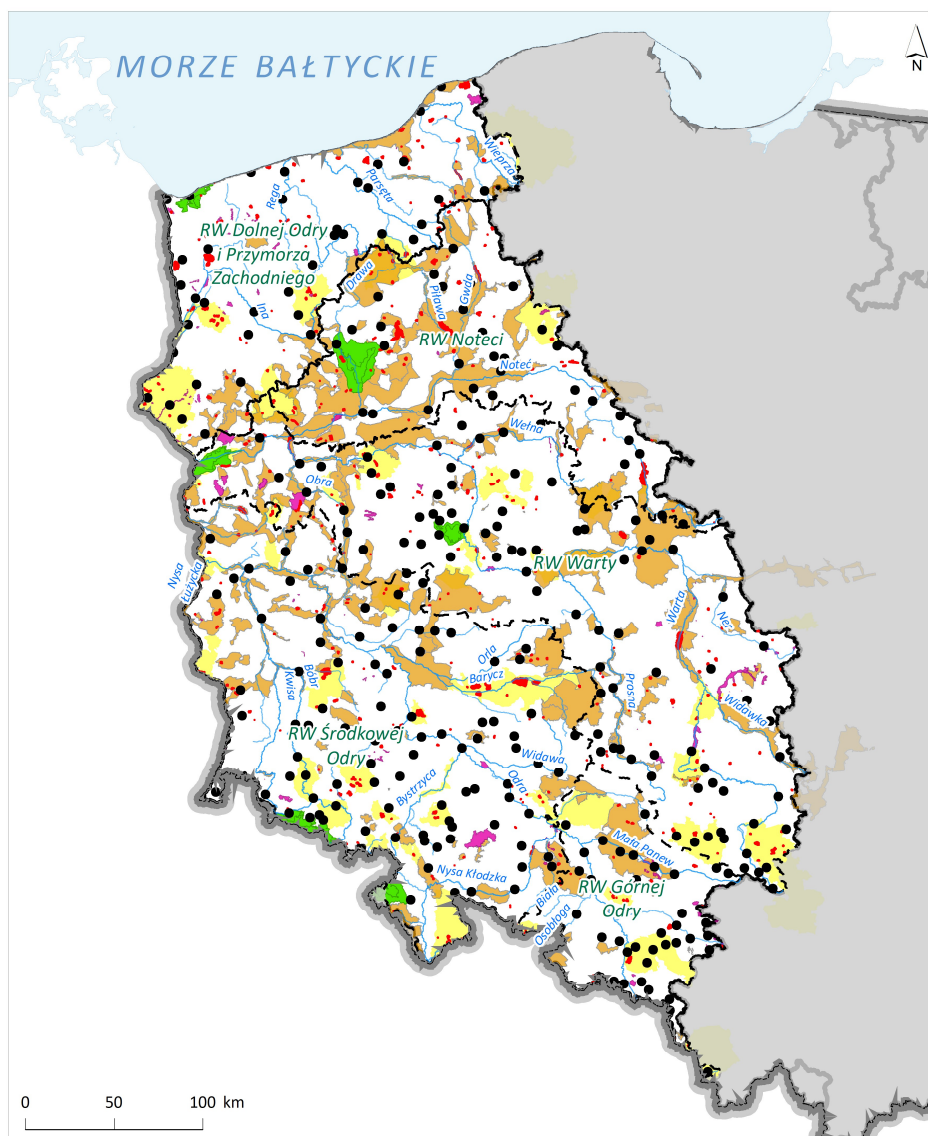 MORZE BAŁTYCKIE
N
Wieprza
Parsęta
Rega
RW Dolnej Odry
i Przymorza
Zachodniego
Drawa
Gwda
Piława
Ina
RW Noteci
Noteć
Wełna
Obra
RW Warty
Nysa
Łużycka
Warta
Ner
Orla
Barycz
Prosna
Bóbr
Kwisa
Widawka
RW Środkowej
Odry
Widawa
Odra
Bystrzyca
Mała Panew
Nysa Kłodzka
Biała
RW Górnej
Odry
Osobłoga
0 50 100 km